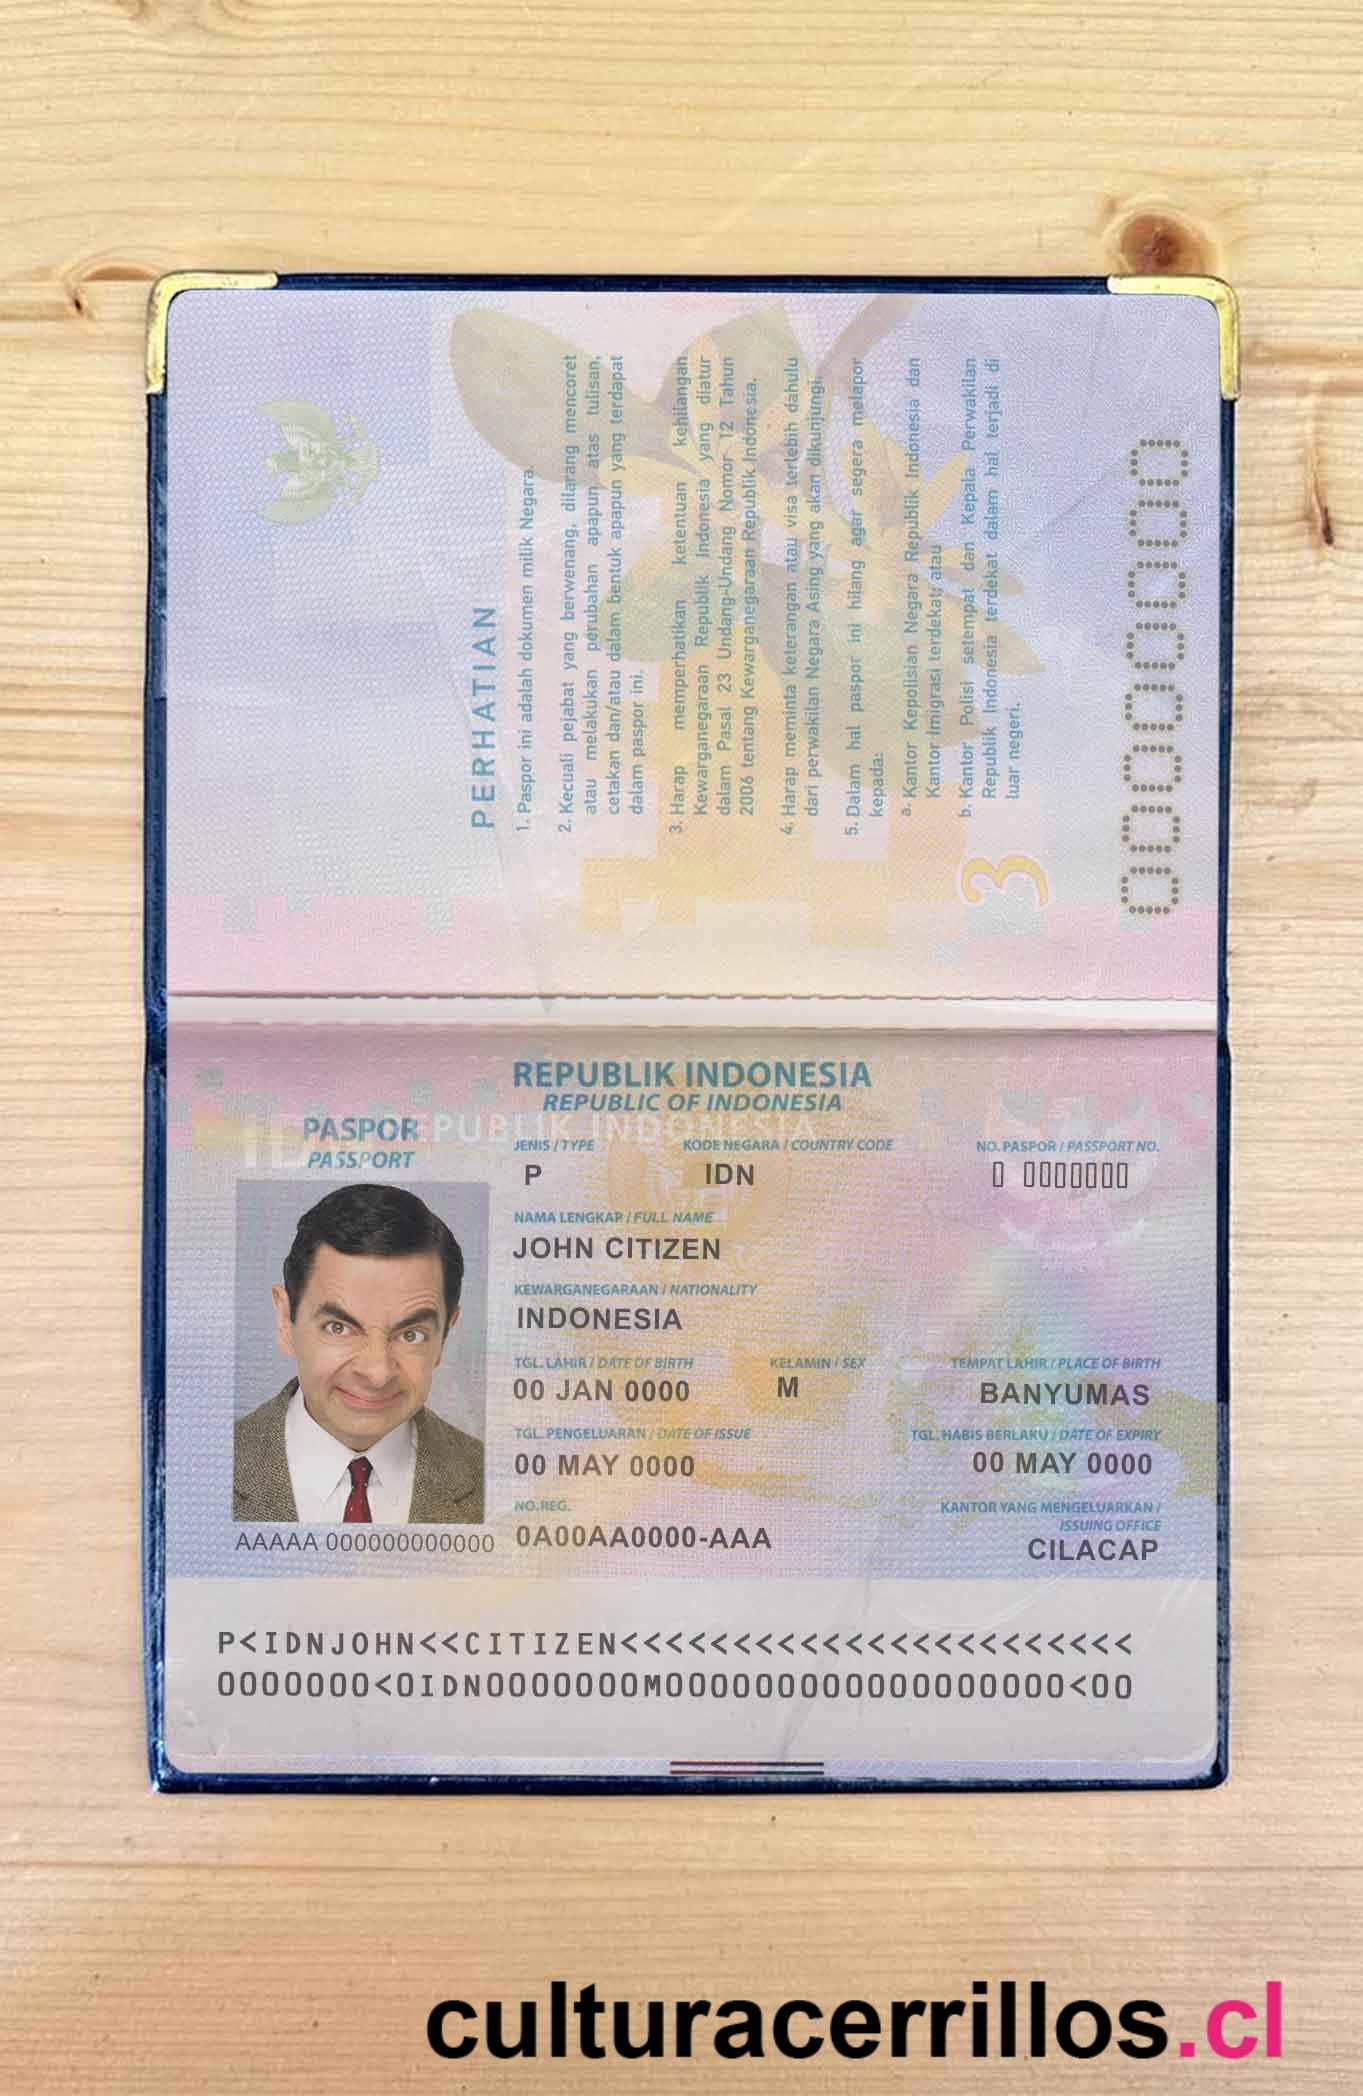 PERHATIAN
1. Paspor ini adalah dokumen milik Negara.
2. Kecuali pejabat yang berwenang, dilarang mencoret
atau melakukan perubahan apapun atas tulisan,
cetakan dan/atau dalam bentuk apapun yang terdapat
dalam paspor ini.
3. Harap memperhatikan ketentuan kehilangan
Kewarganegaraan Republik Indonesia yang diatur
dalam Pasal 23 Undang-Undang Nomor 12 Tahun
2006 tentang Kewarganegaraan Republik Indonesia.
4. Harap meminta keterangan atau visa terlebih dahulu
dari perwakilan Negara Asing yang akan dikunjungi.
5. Dalam hal paspor ini hilang agar segera melapor
kepada:
a. Kantor Kepolisian Negara Republik Indonesia dan
Kantor Imigrasi terdekat; atau
b. Kantor Polisi setempat dan Kepala Perwakilan
Republik Indonesia terdekat dalam hal terjadi di
luar negeri.
3
00000000
REPUBLIK INDONESIA
REPUBLIC OF INDONESIA
ID REPUBLIK INDONESIA
PASPOR
PASSPORT
JENIS / TYPE KODE NEGARA / COUNTRY CODE NO. PASPOR / PASSPORT NO.
P IDN 0 0000000
NAMA LENGKAP / FULL NAME
JOHN CITIZEN
KEWARGANEGARAAN / NATIONALITY
INDONESIA
TGL. LAHIR / DATE OF BIRTH KELAMIN / SEX TEMPAT LAHIR / PLACE OF BIRTH
00 JAN 0000 M BANYUMAS
TGL. PENGELUARAN / DATE OF ISSUE TGL. HABIS BERLAKU / DATE OF EXPIRY
00 MAY 0000 00 MAY 0000
NO. REG. KANTOR YANG MENGELUARKAN /
ISSUING OFFICE
0A00AA0000-AAA CILACAP
AAAAA 000000000000
P<IDNJOHN<<CITIZEN<<<<<<<<<<<<<<<<<<<<<<<
0000000<0IDN0000000M000000000000000000<00
culturacerrillos.cl